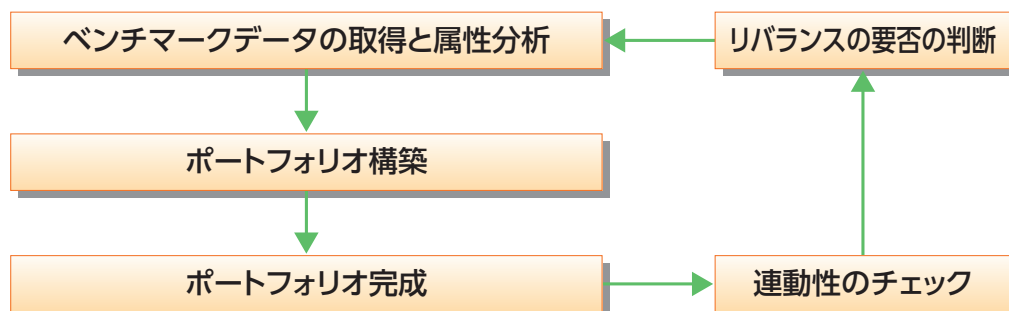 ベンチマークデータの取得と属性分析
リバランスの要否の判断
ポートフォリオ構築
ポートフォリオ完成
連動性のチェック